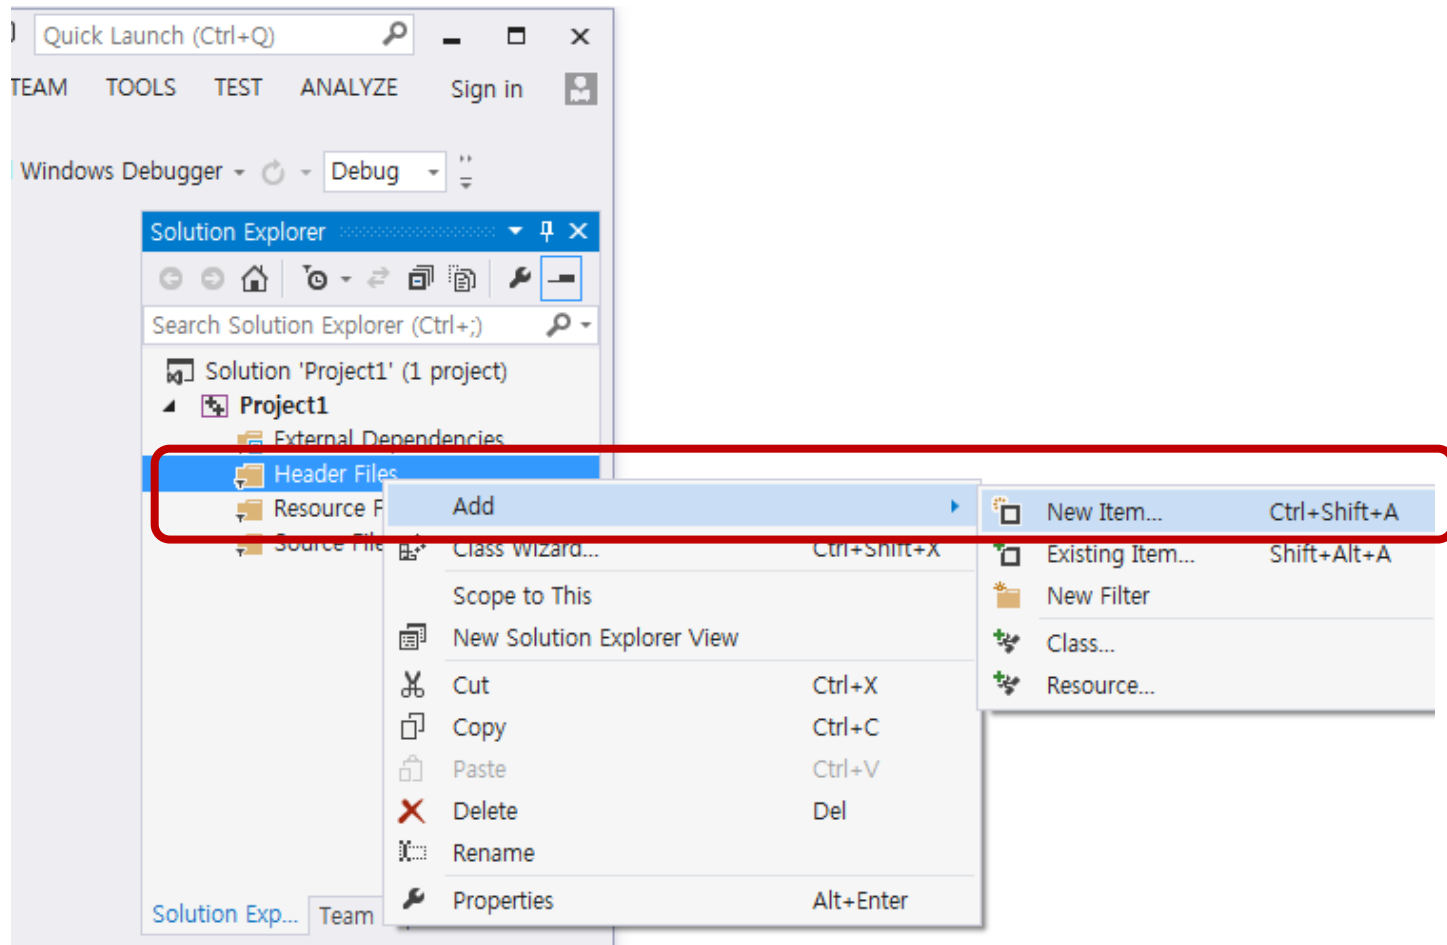 Quick Launch (Ctrl+Q)
TEAM TOOLS TEST ANALYZE Sign in
Windows Debugger Debug
Solution Explorer
Search Solution Explorer (Ctrl+;)
Solution 'Project1' (1 project)
Project1
External Dependencies
Header Files
Resource F
Source File
Add
Class Wizard... Ctrl+Shift+X
Scope to This
New Solution Explorer View
Cut Ctrl+X
Copy Ctrl+C
Paste Ctrl+V
Delete Del
Rename
Properties Alt+Enter
New Item... Ctrl+Shift+A
Existing Item... Shift+Alt+A
New Filter
Class...
Resource...
Solution Exp... Team